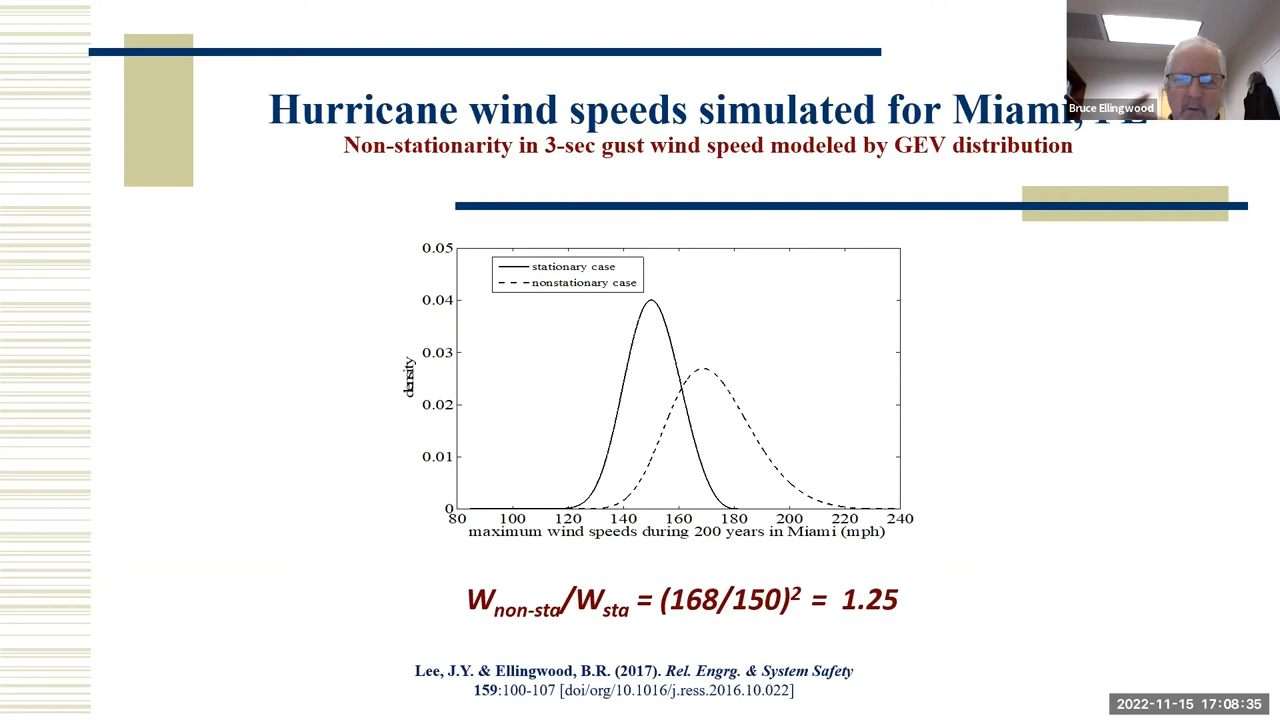 Bruce Ellingwood
Hurricane wind speeds simulated for Miami,
Non-stationarity in 3-sec gust wind speed modeled by GEV distribution
0.05
0.04
0.03
0.02
0.01
0
density
stationary case
nonstationary case
80 100 120 140 160 180 200 220 240
maximum wind speeds during 200 years in Miami (mph)
Wnon-sta/Wsta = (168/150)² = 1.25
Lee, J.Y. & Ellingwood, B.R. (2017). Rel. Engrg. & System Safety
159:100-107 [doi/org/10.1016/j.ress.2016.10.022]
2022-11-15 17:08:35